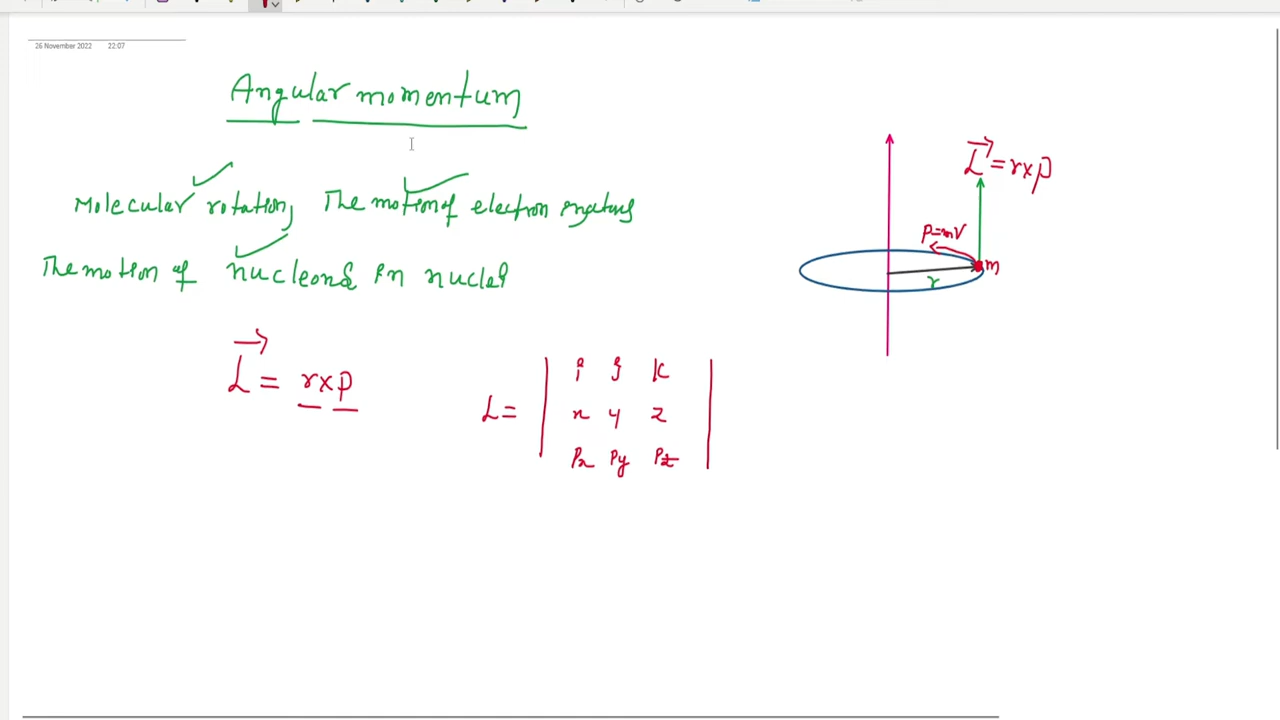 26 November 2022 22:07
Angular momentum
Molecular rotation, The motion of electron
The motion of nucleons in nuclei
L = r×p
L =
i j k
x y z
Px Py Pz
L = r×p
P=mV
m
r